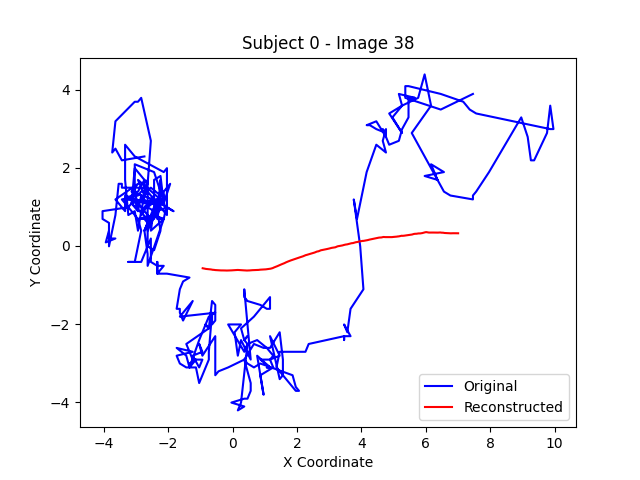 Subject 0 - Image 38
Y Coordinate
4
2
0
−2
−4
−4 −2 0 2 4 6 8 10
X Coordinate
Original
Reconstructed